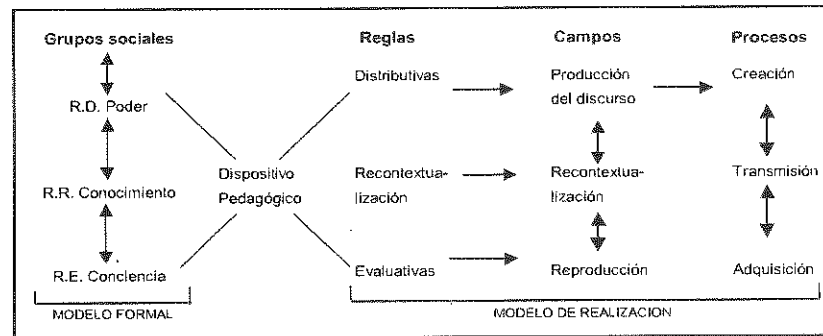 Grupos sociales
Reglas
Campos
Procesos
R.D. Poder
Distributivas
Producción
del discurso
Creación
R.R. Conocimiento
Dispositivo
Pedagógico
Recontextua-
lización
Recontextua-
lización
Transmisión
R.E. Conciencia
Evaluativas
Reproducción
Adquisición
MODELO FORMAL
MODELO DE REALIZACION